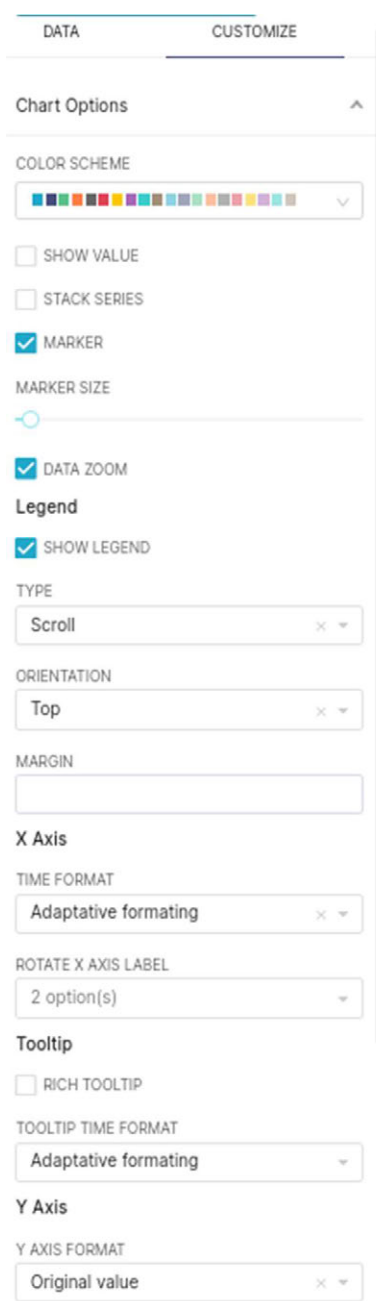 DATA CUSTOMIZE
Chart Options
COLOR SCHEME
SHOW VALUE
STACK SERIES
MARKER
MARKER SIZE
DATA ZOOM
Legend
SHOW LEGEND
TYPE
Scroll
ORIENTATION
Top
MARGIN
X Axis
TIME FORMAT
Adaptative formating
ROTATE X AXIS LABEL
2 option(s)
Tooltip
RICH TOOLTIP
TOOLTIP TIME FORMAT
Adaptative formating
Y Axis
Y AXIS FORMAT
Original value